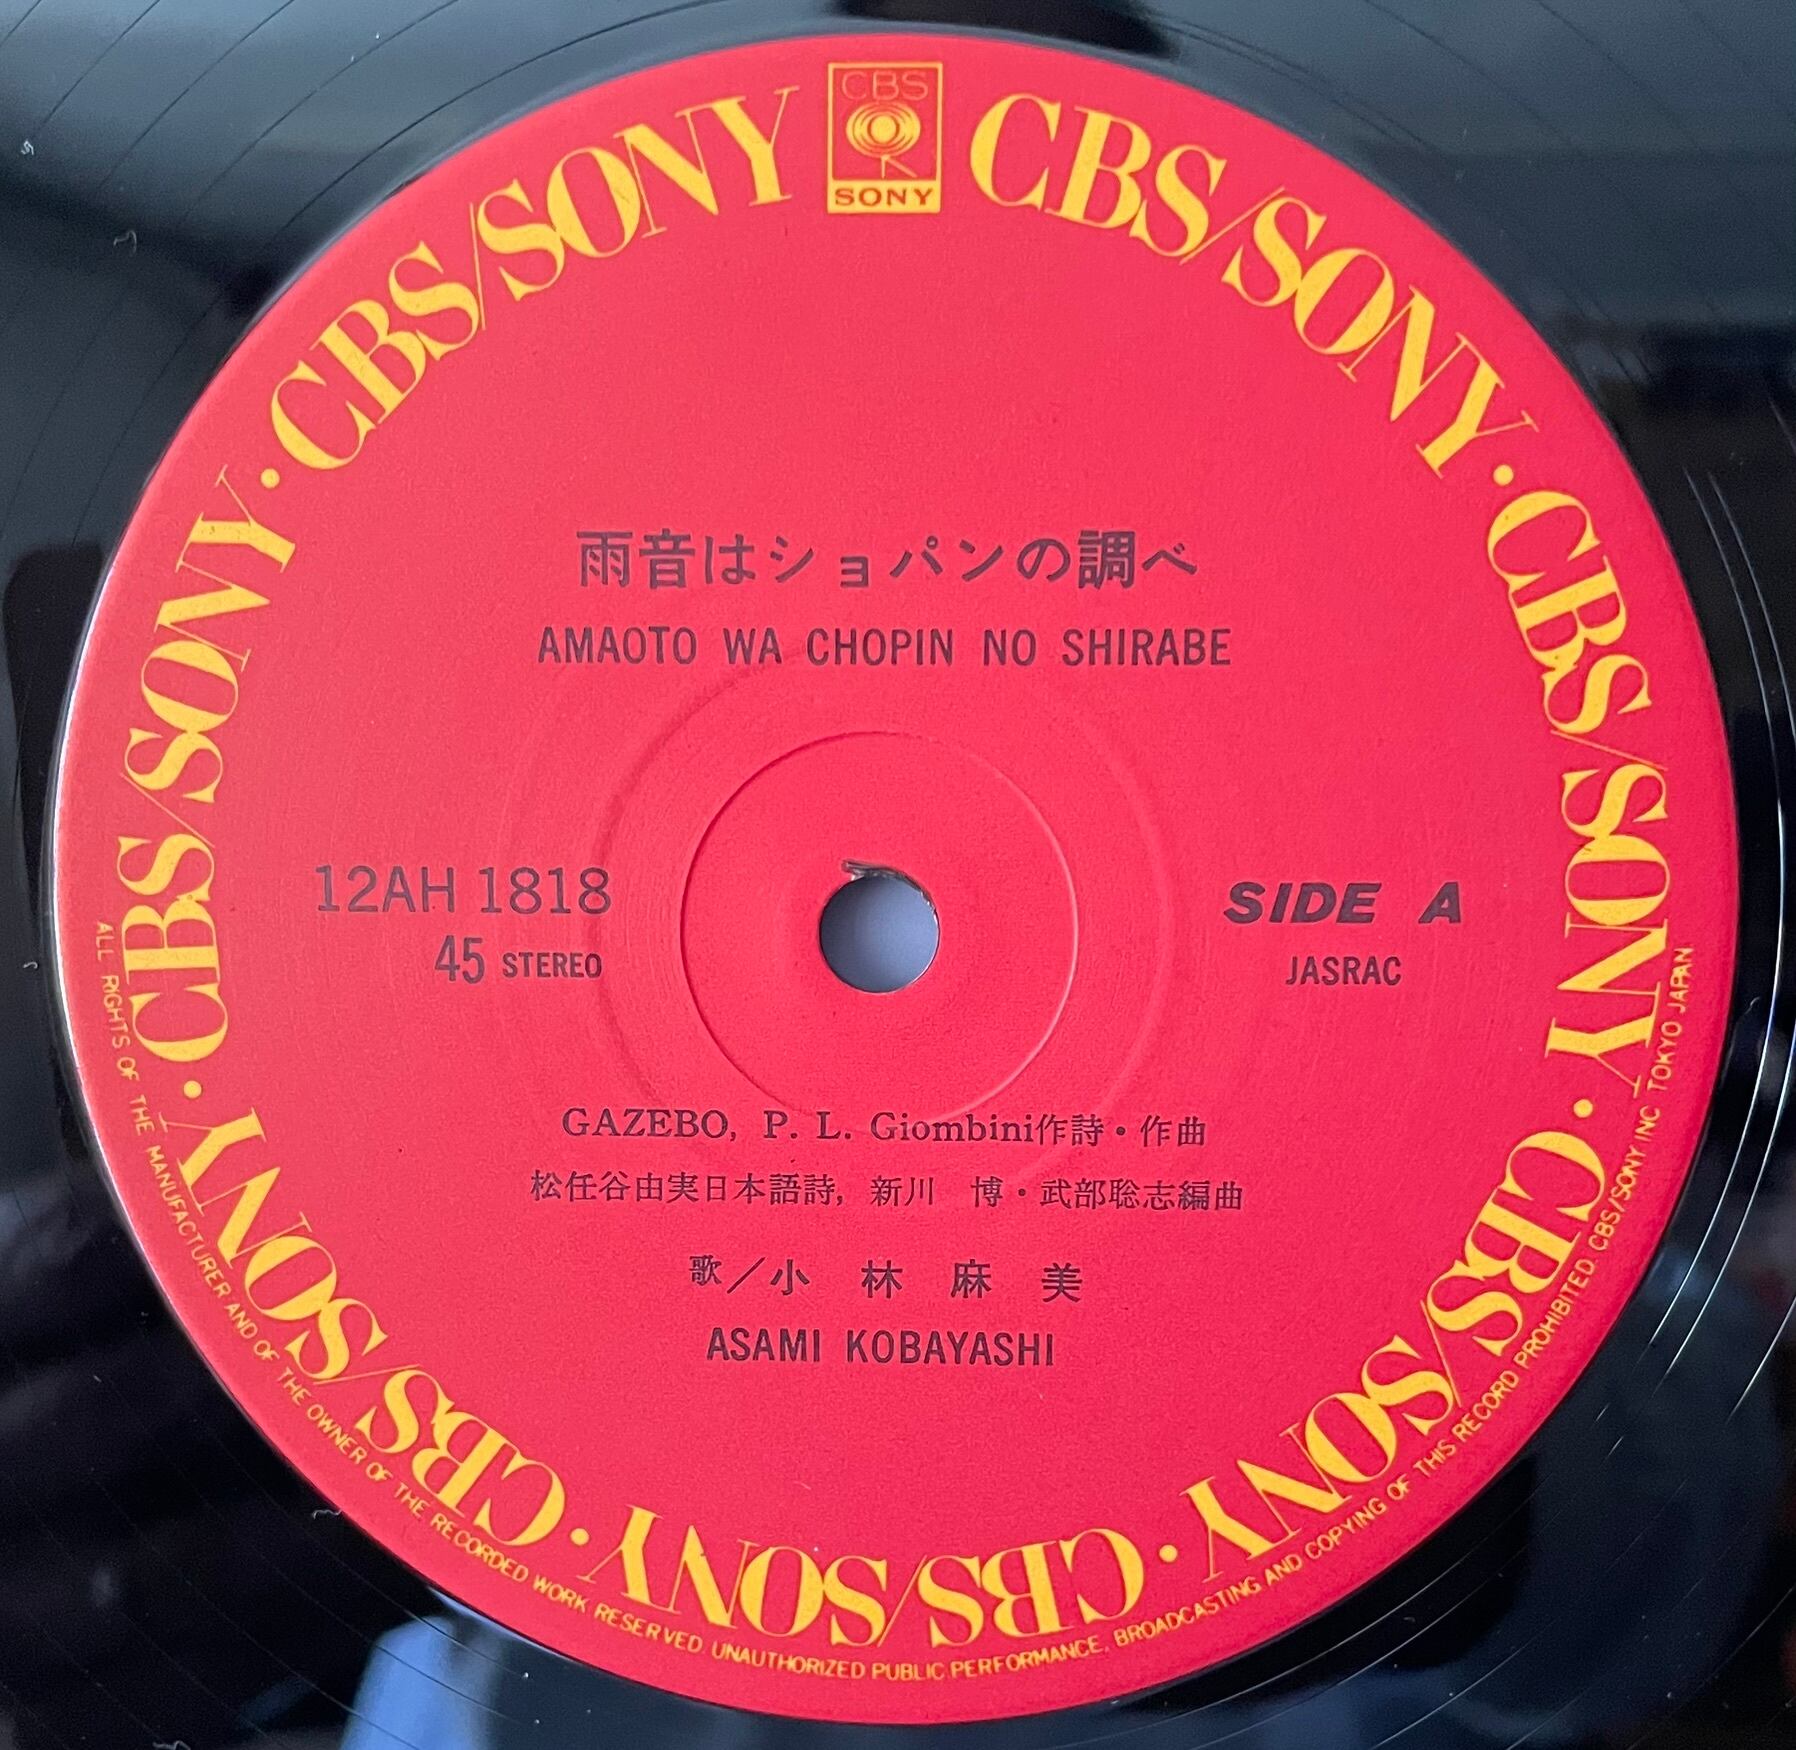 CBS
SONY
CBS/SONY · CBS/SONY · CBS/SONY · CBS/SONY · CBS/SONY · CBS/SONY · CBS/SONY
雨音はショパンの調べ
AMAOTO WA CHOPIN NO SHIRABE
12AH 1818
45 STEREO
SIDE A
JASRAC
GAZEBO, P. L. Giombini作詩・作曲
松任谷由実日本語詩, 新川　博・武部聡志編曲
歌／小　林　麻　美
ASAMI KOBAYASHI
ALL RIGHTS OF THE MANUFACTURER AND OF THE OWNER OF THE RECORDED WORK RESERVED. UNAUTHORIZED PUBLIC PERFORMANCE, BROADCASTING AND COPYING OF THIS RECORD PROHIBITED. CBS/SONY INC TOKYO JAPAN